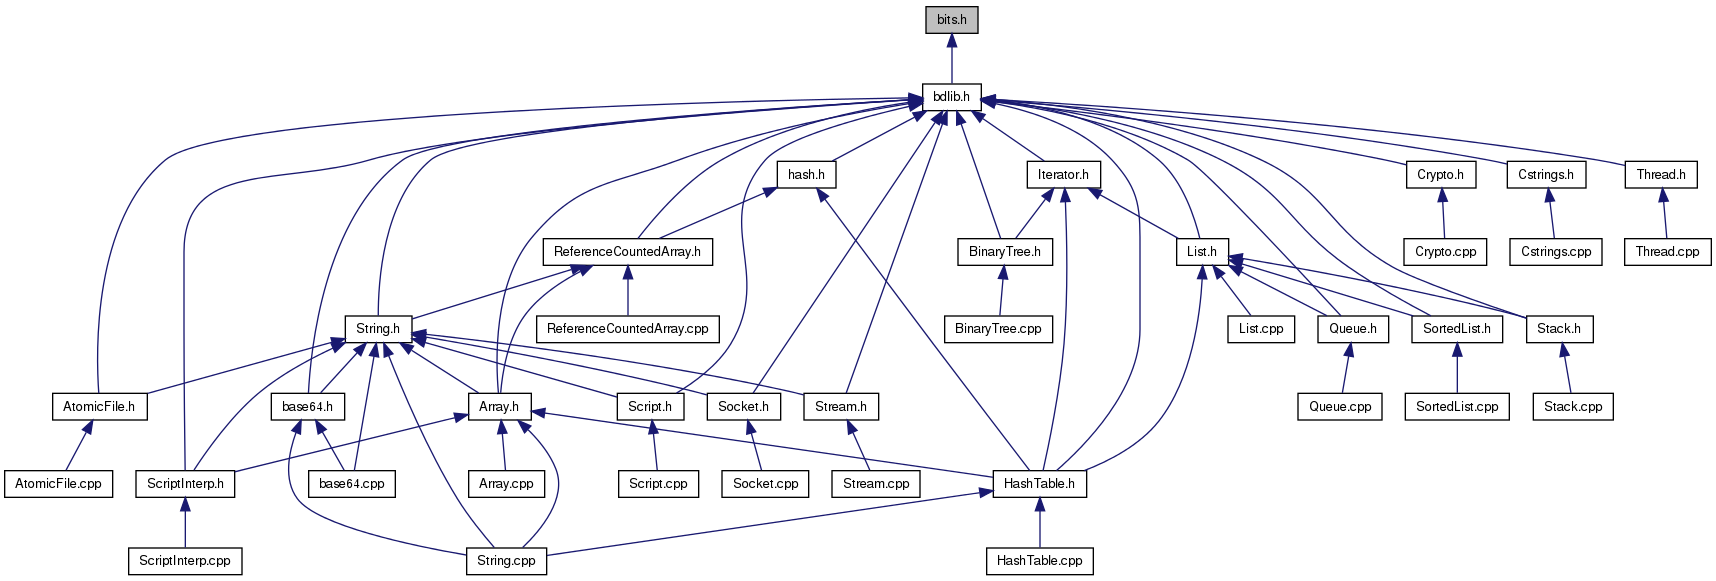 bits.h
bdlib.h
hash.h
Iterator.h
Crypto.h
Cstrings.h
Thread.h
ReferenceCountedArray.h
BinaryTree.h
List.h
Crypto.cpp
Cstrings.cpp
Thread.cpp
String.h
ReferenceCountedArray.cpp
BinaryTree.cpp
List.cpp
Queue.h
SortedList.h
Stack.h
AtomicFile.h
base64.h
Array.h
Script.h
Socket.h
Stream.h
Queue.cpp
SortedList.cpp
Stack.cpp
AtomicFile.cpp
ScriptInterp.h
base64.cpp
Array.cpp
Script.cpp
Socket.cpp
Stream.cpp
HashTable.h
ScriptInterp.cpp
String.cpp
HashTable.cpp